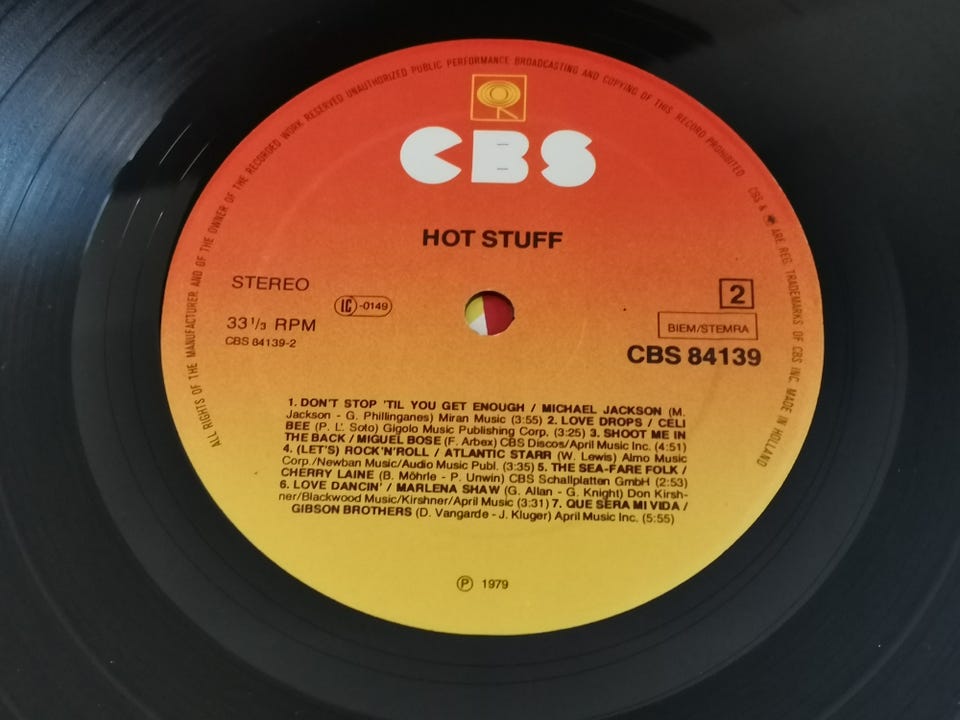 ALL RIGHTS OF THE MANUFACTURER AND OF THE OWNER OF THE RECORDED WORK RESERVED UNAUTHORIZED PUBLIC PERFORMANCE BROADCASTING AND COPYING OF THIS RECORD PROHIBITED CBS & ARE REG. TRADEMARKS OF CBS INC. MADE IN HOLLAND
CBS
HOT STUFF
STEREO
LC-0149
33 1/3 RPM
CBS 84139-2
2
BIEM/STEMRA
CBS 84139
1. DON'T STOP 'TIL YOU GET ENOUGH / MICHAEL JACKSON (M.
Jackson - G. Phillinganes) Miran Music (3:55) 2. LOVE DROPS / CELI
BEE (P. L'. Soto) Gigolo Music Publishing Corp. (3:25) 3. SHOOT ME IN
THE BACK / MIGUEL BOSE (F. Arbex) CBS Discos/April Music Inc. (4:51)
4. (LET'S) ROCK'N'ROLL / ATLANTIC STARR (W. Lewis) Almo Music
Corp./Newban Music/Audio Music Publ. (3:35) 5. THE SEA-FARE FOLK /
CHERRY LAINE (B. Möhrle - P. Unwin) CBS Schallplatten GmbH (2:53)
6. LOVE DANCIN' / MARLENA SHAW (G. Allan - G. Knight) Don Kirsh-
ner/Blackwood Music/Kirshner/April Music (3:31) 7. QUE SERA MI VIDA /
GIBSON BROTHERS (D. Vangarde - J. Kluger) April Music Inc. (5:55)
℗ 1979